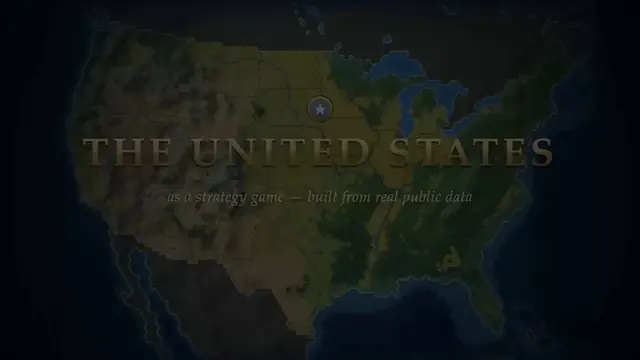 THE UNITED STATES
as a strategy game — built from real public data